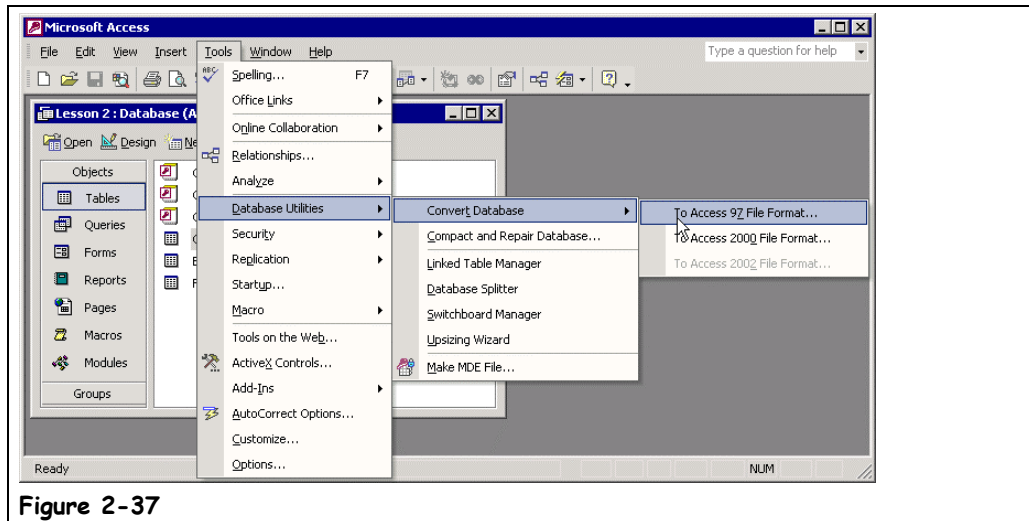 Microsoft Access
File Edit View Insert Tools Window Help
Type a question for help
Lesson 2 : Database (A
Open Design Ne
Objects
Tables
Queries
Forms
Reports
Pages
Macros
Modules
Groups
ABC
Spelling... F7
Office Links
Online Collaboration
Relationships...
Analyze
Database Utilities
Security
Replication
Startup...
Macro
Tools on the Web...
ActiveX Controls...
Add-Ins
AutoCorrect Options...
Customize...
Options...
Convert Database
Compact and Repair Database...
Linked Table Manager
Database Splitter
Switchboard Manager
Upsizing Wizard
Make MDE File...
To Access 97 File Format...
To Access 2000 File Format...
To Access 2002 File Format...
Ready
NUM
Figure 2-37